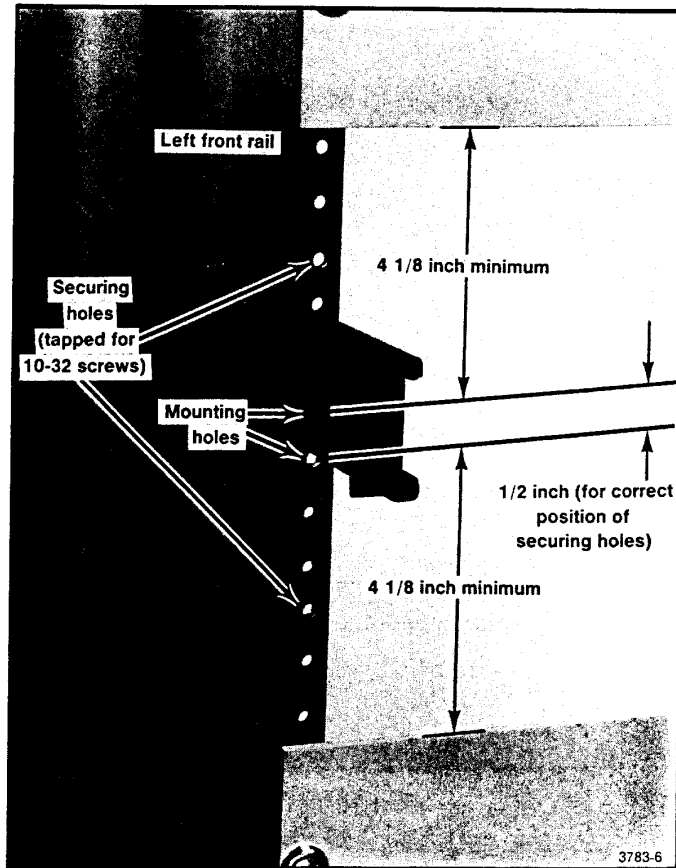 Left front rail
4 1/8 inch minimum
Securing
holes
(tapped for
10-32 screws)
Mounting
holes
1/2 inch (for correct
position of
securing holes)
4 1/8 inch minimum
3783-6